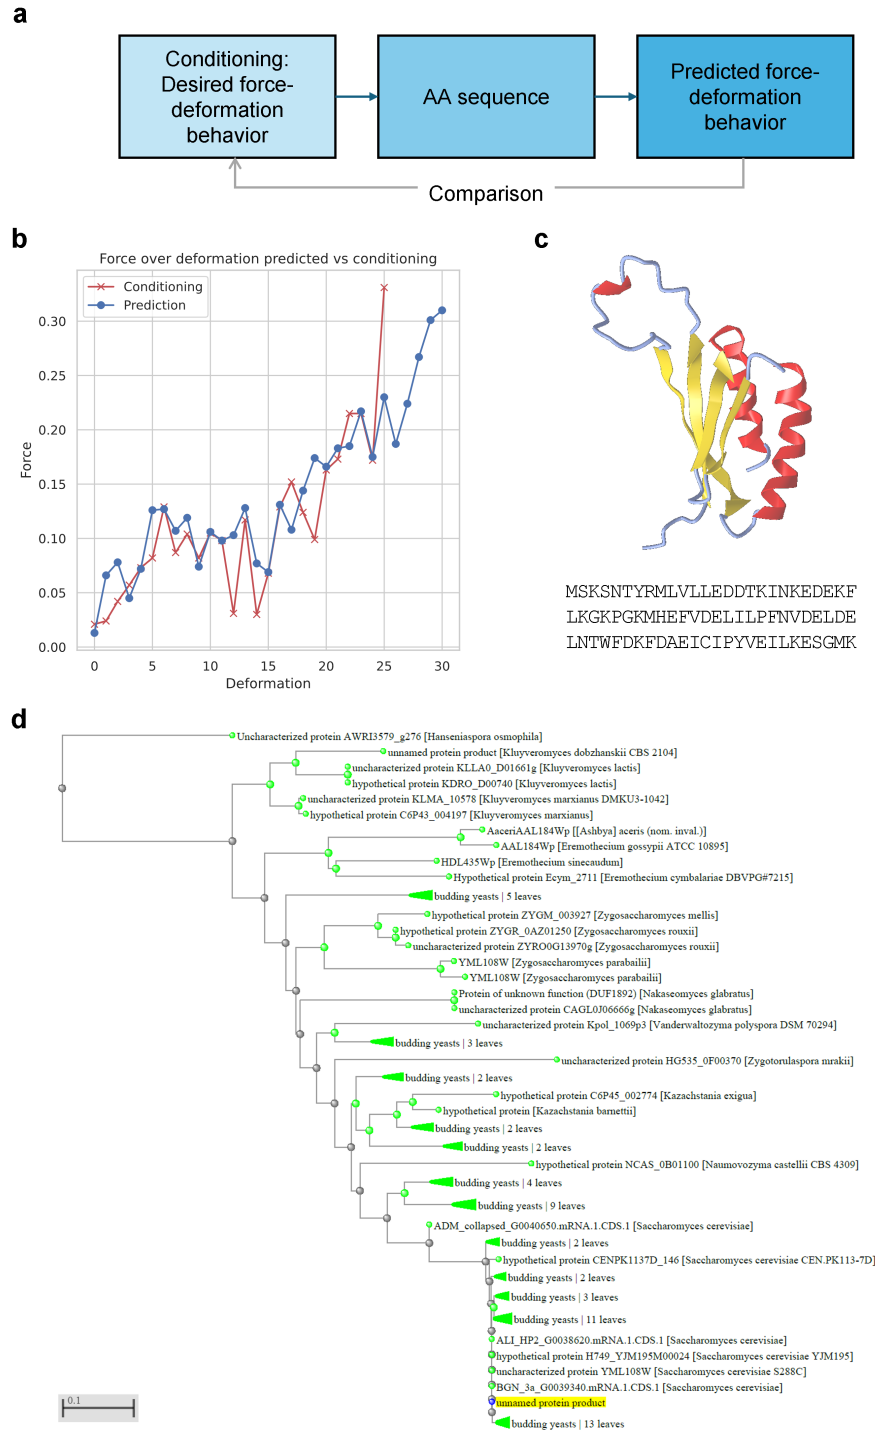 a
Conditioning:
Desired force-
deformation
behavior
AA sequence
Predicted force-
deformation
behavior
Comparison
b
Force over deformation predicted vs conditioning
Conditioning
Prediction
Force
0.30
0.25
0.20
0.15
0.10
0.05
0.00
0 5 10 15 20 25 30
Deformation
c
MSKSNTYRMLVLLEDDTKINKEDEKF
LKGKPGKMHEFVDELILPFNVDELDE
LNTWFDKFDAEICIPYVEILKESGMK
d
Uncharacterized protein AWRI3579_g276 [Hanseniaspora osmophila]
unnamed protein product [Kluyveromyces dobzhanskii CBS 2104]
uncharacterized protein KLLA0_D01661g [Kluyveromyces lactis]
hypothetical protein KDRO_D00740 [Kluyveromyces lactis]
uncharacterized protein KLMA_10578 [Kluyveromyces marxianus DMKU3-1042]
hypothetical protein C6P43_004197 [Kluyveromyces marxianus]
AaceriAAL184Wp [[Ashbya] aceris (nom. inval.)]
AAL184Wp [Eremothecium gossypii ATCC 10895]
HDL435Wp [Eremothecium sinecaudum]
Hypothetical protein Ecym_2711 [Eremothecium cymbalariae DBVPG#7215]
budding yeasts | 5 leaves
hypothetical protein ZYGM_003927 [Zygosaccharomyces mellis]
hypothetical protein ZYGR_0AZ01250 [Zygosaccharomyces rouxii]
uncharacterized protein ZYRO0G13970g [Zygosaccharomyces rouxii]
YML108W [Zygosaccharomyces parabailii]
YML108W [Zygosaccharomyces parabailii]
Protein of unknown function (DUF1892) [Nakaseomyces glabratus]
uncharacterized protein CAGL0J06666g [Nakaseomyces glabratus]
uncharacterized protein Kpol_1069p3 [Vanderwaltozyma polyspora DSM 70294]
budding yeasts | 3 leaves
uncharacterized protein HG535_0F00370 [Zygotorulaspora mrakii]
budding yeasts | 2 leaves
hypothetical protein C6P45_002774 [Kazachstania exigua]
hypothetical protein [Kazachstania barnettii]
budding yeasts | 2 leaves
budding yeasts | 2 leaves
hypothetical protein NCAS_0B01100 [Naumovozyma castellii CBS 4309]
budding yeasts | 4 leaves
budding yeasts | 9 leaves
ADM_collapsed_G0040650.mRNA.1.CDS.1 [Saccharomyces cerevisiae]
budding yeasts | 2 leaves
hypothetical protein CENPK1137D_146 [Saccharomyces cerevisiae CEN.PK113-7D]
budding yeasts | 2 leaves
budding yeasts | 3 leaves
budding yeasts | 11 leaves
ALI_HP2_G0038620.mRNA.1.CDS.1 [Saccharomyces cerevisiae]
hypothetical protein H749_YJM195M00024 [Saccharomyces cerevisiae YJM195]
uncharacterized protein YML108W [Saccharomyces cerevisiae S288C]
BGN_3a_G0039340.mRNA.1.CDS.1 [Saccharomyces cerevisiae]
unnamed protein product
budding yeasts | 13 leaves
0.1